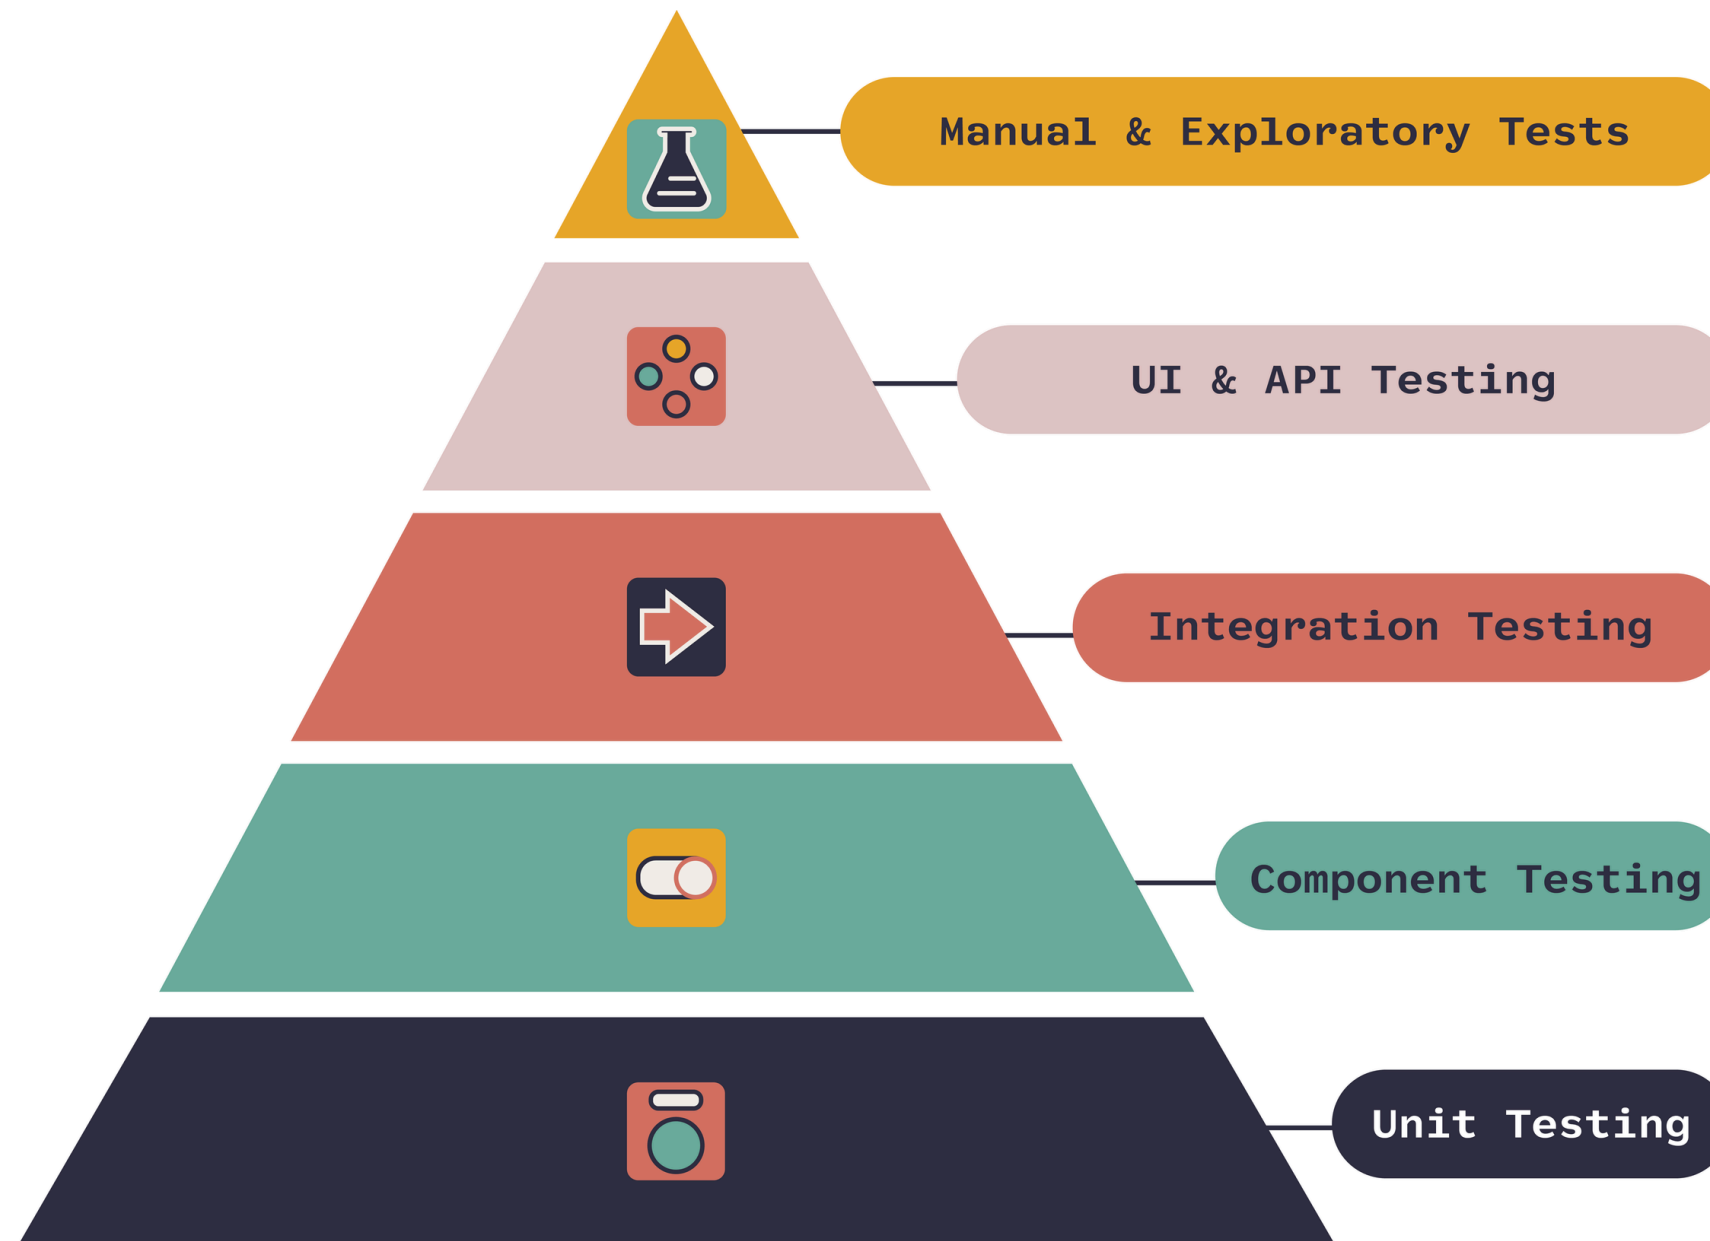 Manual & Exploratory Tests
UI & API Testing
Integration Testing
Component Testing
Unit Testing